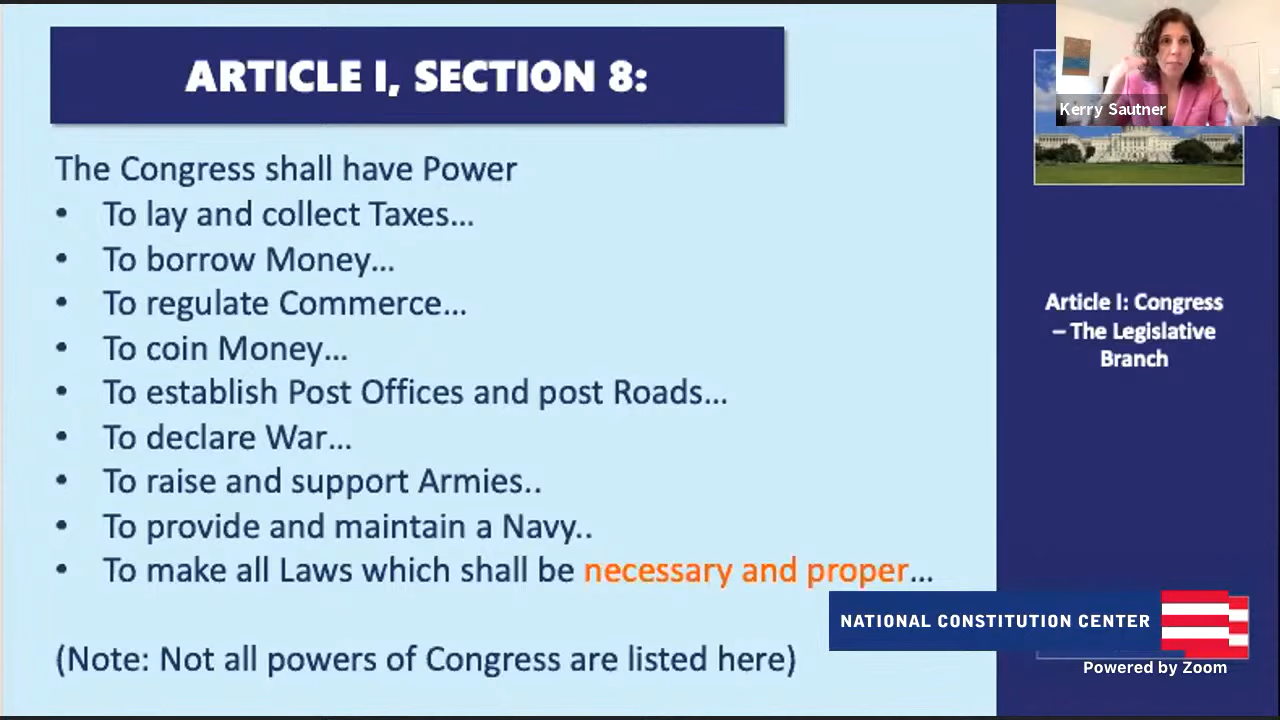 ARTICLE I, SECTION 8:
Kerry Sautner
The Congress shall have Power
• To lay and collect Taxes...
• To borrow Money...
• To regulate Commerce...
• To coin Money...
• To establish Post Offices and post Roads...
• To declare War...
• To raise and support Armies..
• To provide and maintain a Navy..
• To make all Laws which shall be necessary and proper...
(Note: Not all powers of Congress are listed here)
Article I: Congress
– The Legislative
Branch
NATIONAL CONSTITUTION CENTER
Powered by Zoom